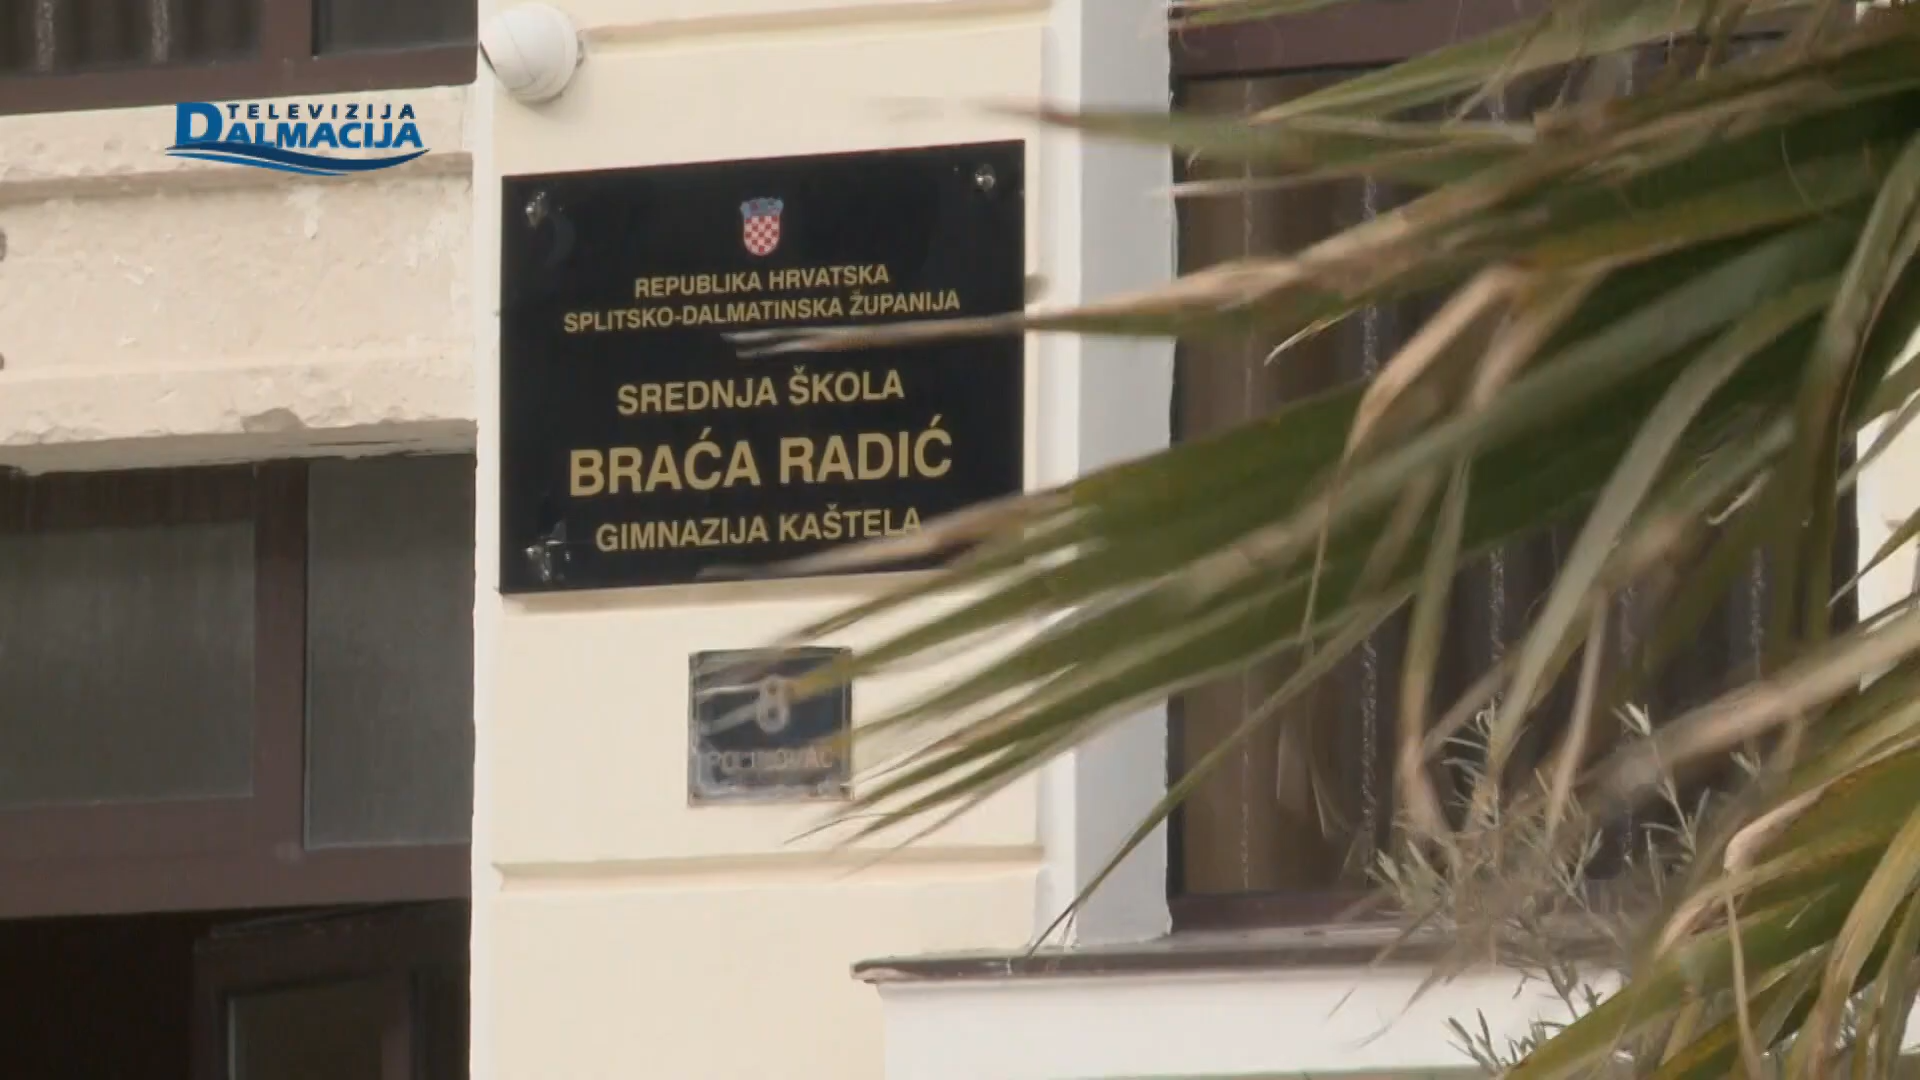 TELEVIZIJA
DALMACIJA
REPUBLIKA HRVATSKA
SPLITSKO-DALMATINSKA ŽUPANIJA
SREDNJA ŠKOLA
BRAĆA RADIĆ
GIMNAZIJA KAŠTELA
8